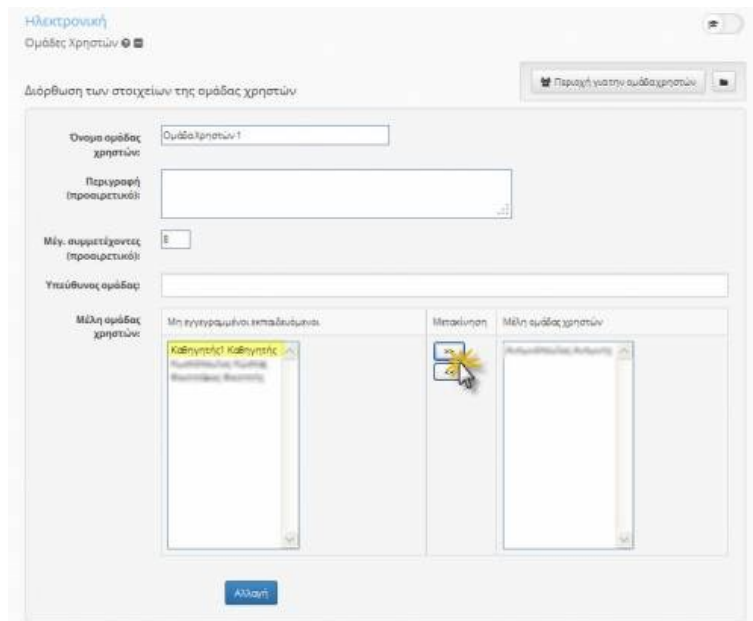 Ηλεκτρονική
Ομάδες Χρηστών
Διόρθωση των στοιχείων της ομάδας χρηστών
Περιοχή για την ομάδα χρηστών
Όνομα ομάδας χρηστών:
Ομάδα Χρηστών 1
Περιγραφή (προαιρετικό):
Μέγ. συμμετέχοντες (προαιρετικό):
8
Υπεύθυνος ομάδας:
Μέλη ομάδας χρηστών:
Μη εγγεγραμμένοι εκπαιδευόμενοι
Μετακίνηση
Μέλη ομάδας χρηστών
Καθηγητής1 Καθηγητής
>>
Αλλαγή